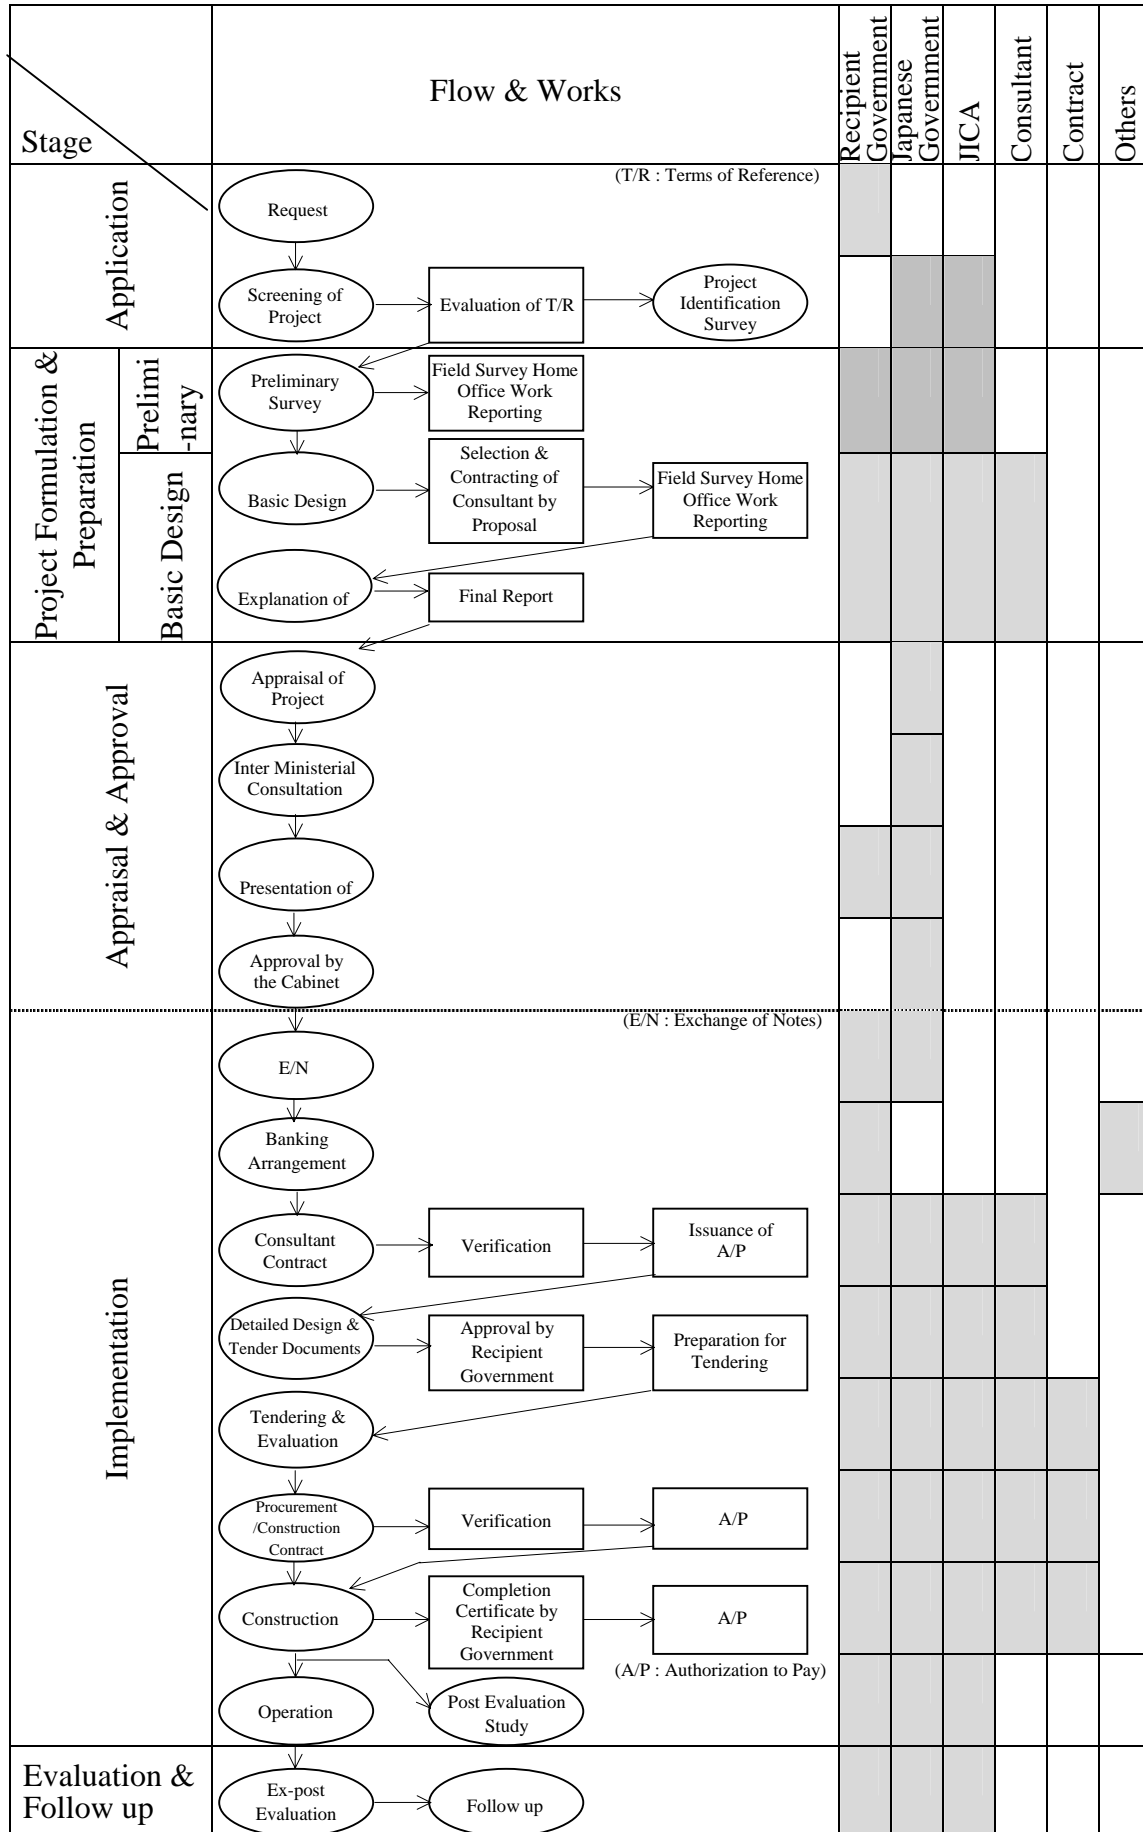 Stage
Flow & Works
Recipient
Government
Japanese
Government
JICA
Consultant
Contract
Others
Application
(T/R : Terms of Reference)
Request
Screening of
Project
Evaluation of T/R
Project
Identification
Survey
Project Formulation &
Preparation
Prelimi
-nary
Preliminary
Survey
Field Survey Home
Office Work
Reporting
Basic Design
Basic Design
Selection &
Contracting of
Consultant by
Proposal
Field Survey Home
Office Work
Reporting
Explanation of
Final Report
Appraisal & Approval
Appraisal of
Project
Inter Ministerial
Consultation
Presentation of
Approval by
the Cabinet
Implementation
(E/N : Exchange of Notes)
E/N
Banking
Arrangement
Consultant
Contract
Verification
Issuance of
A/P
Detailed Design &
Tender Documents
Approval by
Recipient
Government
Preparation for
Tendering
Tendering &
Evaluation
Procurement
/Construction
Contract
Verification
A/P
Construction
Completion
Certificate by
Recipient
Government
A/P
(A/P : Authorization to Pay)
Operation
Post Evaluation
Study
Evaluation &
Follow up
Ex-post
Evaluation
Follow up